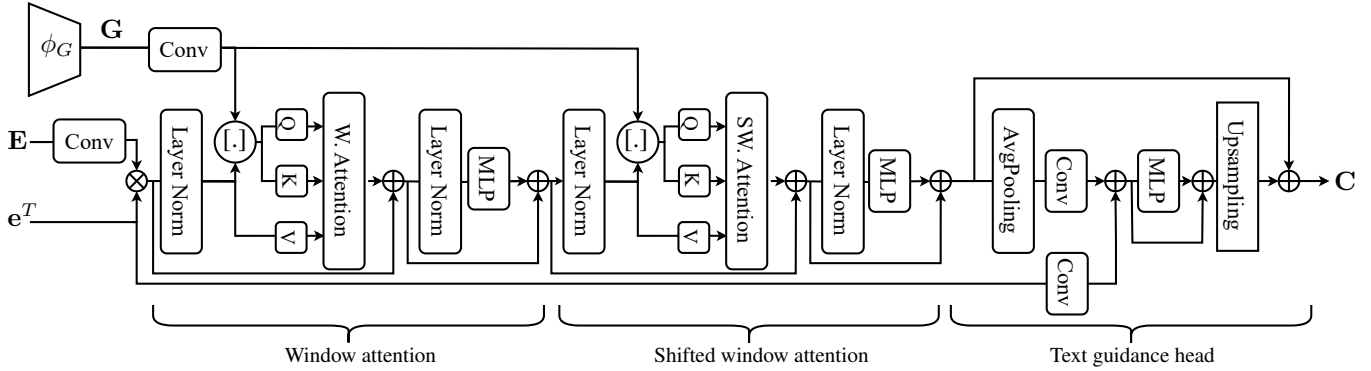 ϕ_G
G
Conv
E
Conv
e^T
Layer Norm
[.]
Q
K
V
W. Attention
Layer Norm
MLP
Layer Norm
[.]
Q
K
V
SW. Attention
Layer Norm
MLP
AvgPooling
Conv
Conv
MLP
Upsampling
C
Window attention
Shifted window attention
Text guidance head